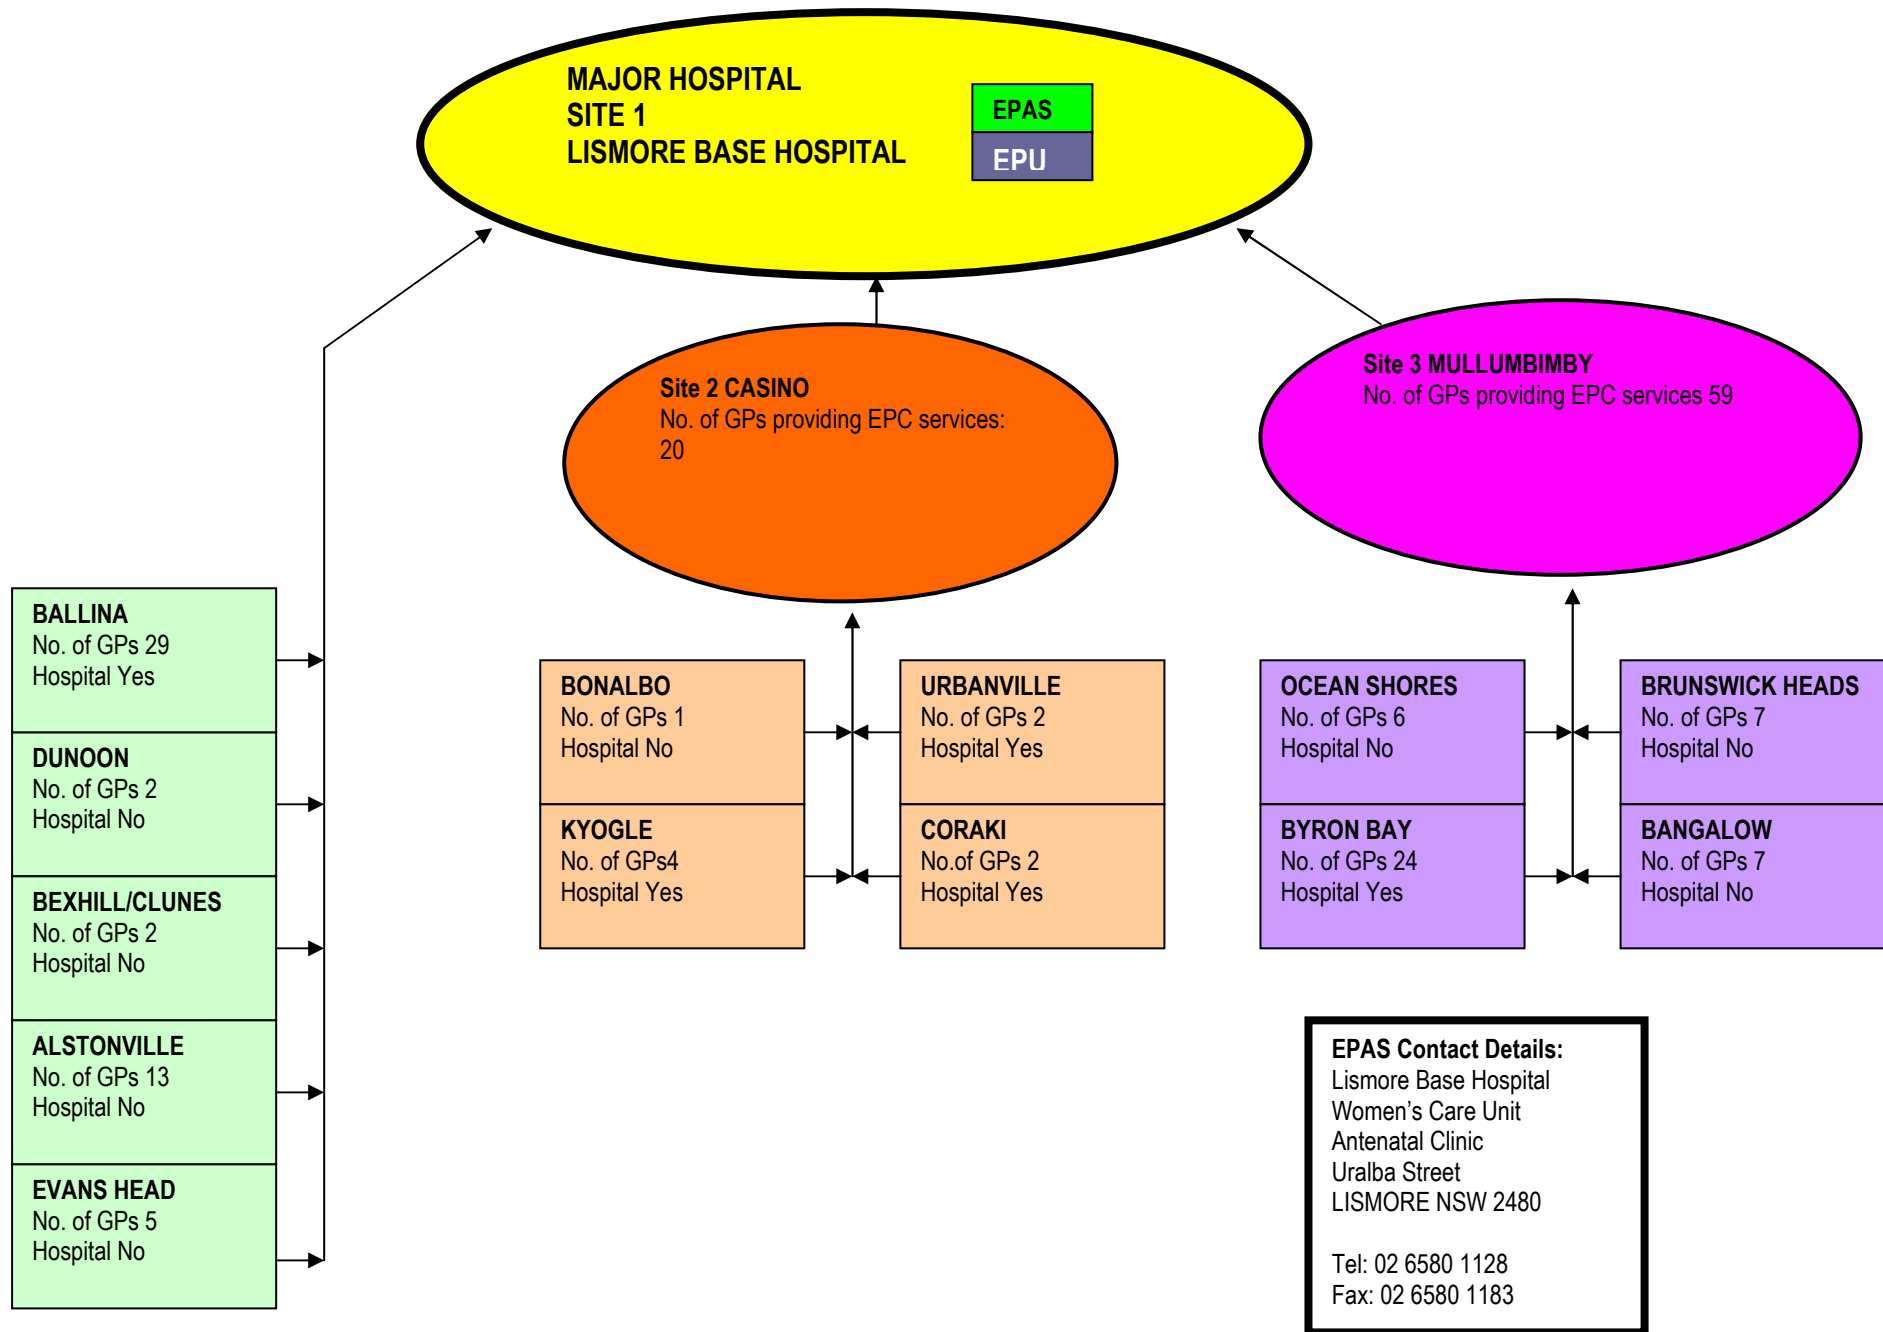 MAJOR HOSPITAL
SITE 1
LISMORE BASE HOSPITAL
EPAS
EPU
Site 2 CASINO
No. of GPs providing EPC services:
20
Site 3 MULLUMBIMBY
No. of GPs providing EPC services 59
BALLINA
No. of GPs 29
Hospital Yes
DUNOON
No. of GPs 2
Hospital No
BEXHILL/CLUNES
No. of GPs 2
Hospital No
ALSTONVILLE
No. of GPs 13
Hospital No
EVANS HEAD
No. of GPs 5
Hospital No
BONALBO
No. of GPs 1
Hospital No
URBANVILLE
No. of GPs 2
Hospital Yes
KYOGLE
No. of GPs4
Hospital Yes
CORAKI
No.of GPs 2
Hospital Yes
OCEAN SHORES
No. of GPs 6
Hospital No
BRUNSWICK HEADS
No. of GPs 7
Hospital No
BYRON BAY
No. of GPs 24
Hospital Yes
BANGALOW
No. of GPs 7
Hospital No
EPAS Contact Details:
Lismore Base Hospital
Women’s Care Unit
Antenatal Clinic
Uralba Street
LISMORE NSW 2480
Tel: 02 6580 1128
Fax: 02 6580 1183